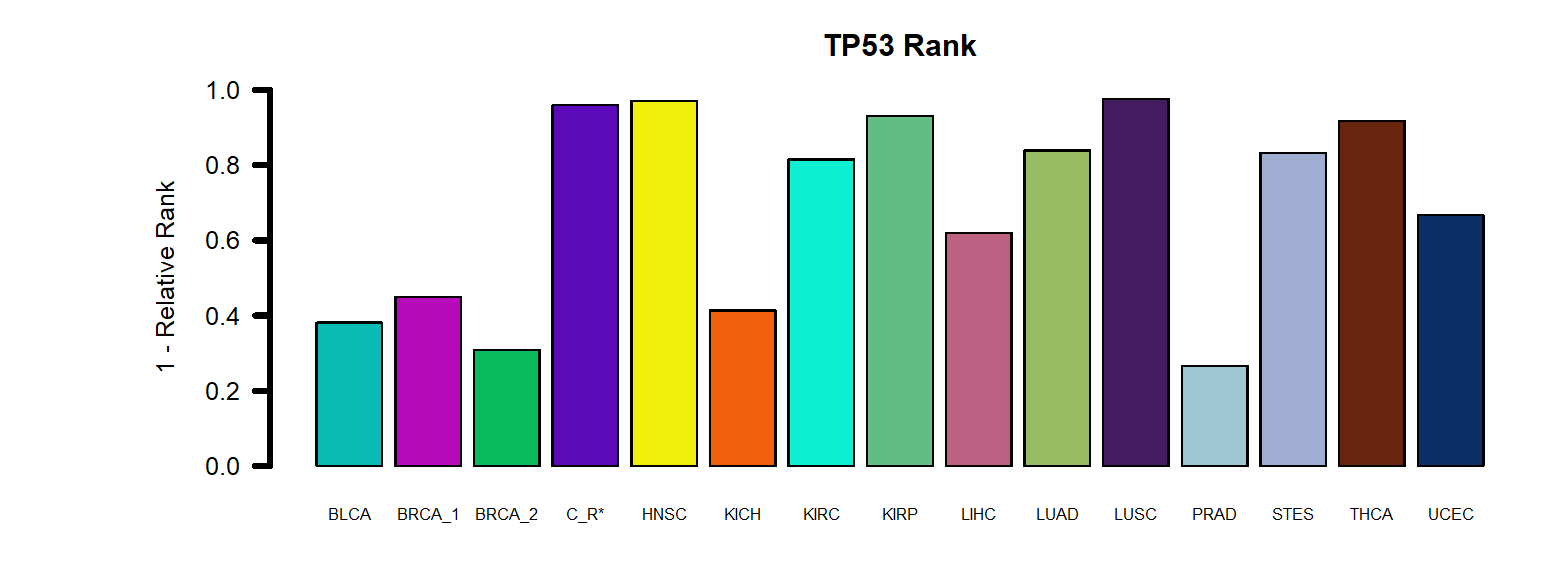 TP53 Rank
1 - Relative Rank
1.0
0.8
0.6
0.4
0.2
0.0
BLCA BRCA_1 BRCA_2 C_R* HNSC KICH KIRC KIRP LIHC LUAD LUSC PRAD STES THCA UCEC